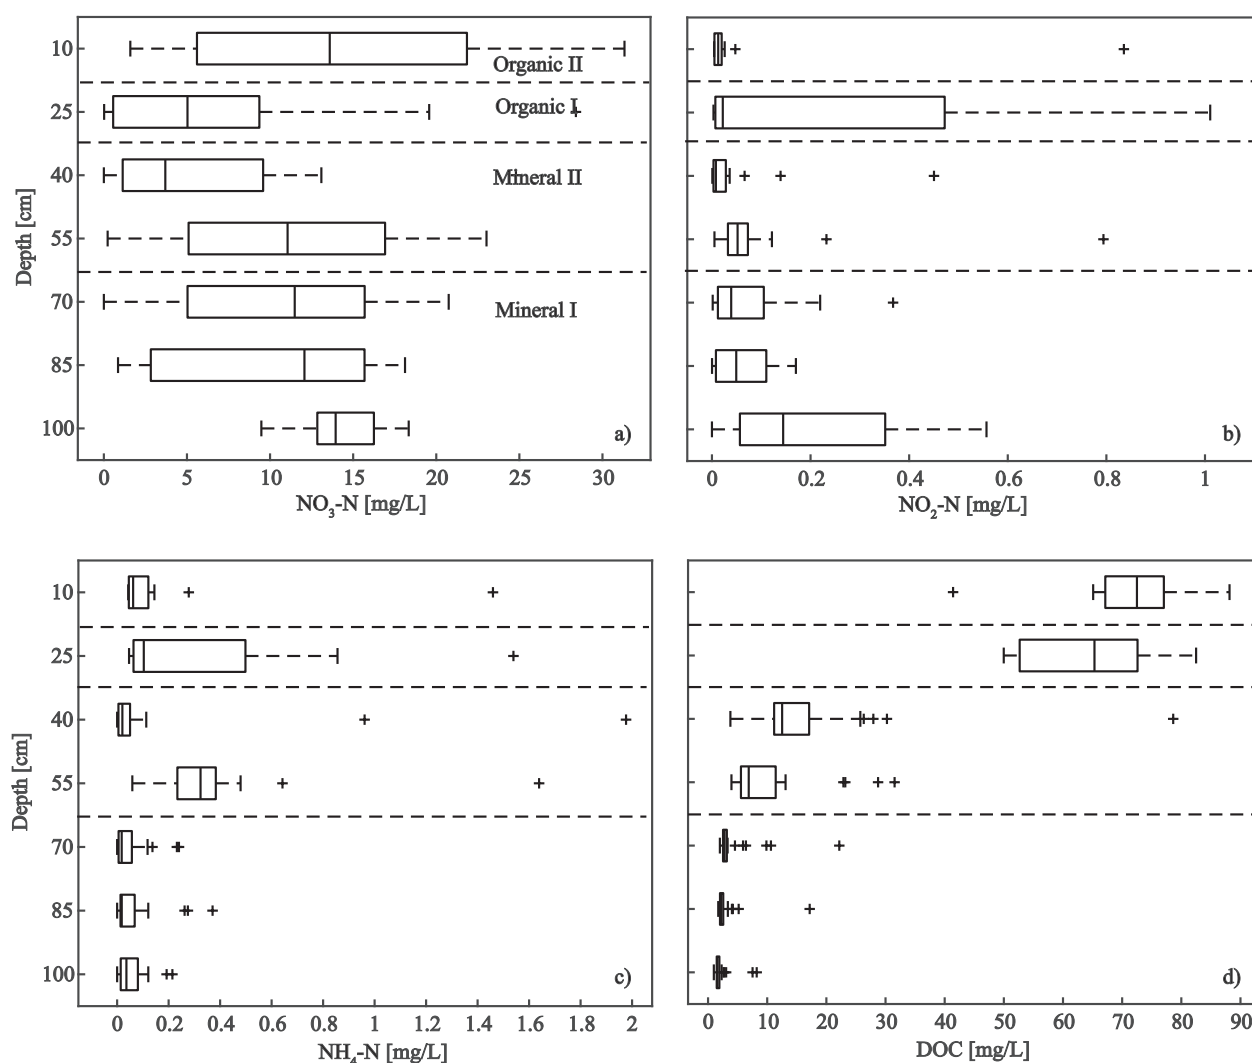 10
25
40
55
70
85
100
Depth [cm]
Organic II
Organic I
Mineral II
Mineral I
a)
0 5 10 15 20 25 30
NO₃-N [mg/L]
b)
0 0.2 0.4 0.6 0.8 1
NO₂-N [mg/L]
10
25
40
55
70
85
100
Depth [cm]
c)
0 0.2 0.4 0.6 0.8 1 1.2 1.4 1.6 1.8 2
NH₄-N [mg/L]
d)
0 10 20 30 40 50 60 70 80 90
DOC [mg/L]